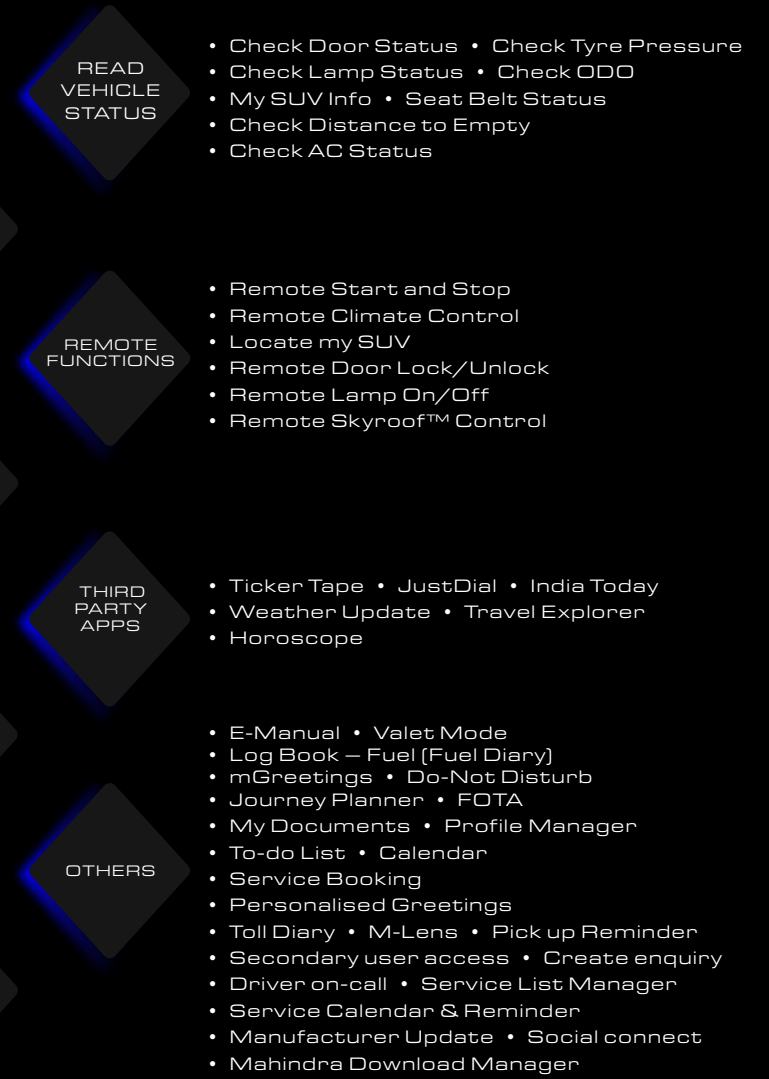 READ
VEHICLE
STATUS
• Check Door Status • Check Tyre Pressure
• Check Lamp Status • Check ODO
• My SUV Info • Seat Belt Status
• Check Distance to Empty
• Check AC Status
REMOTE
FUNCTIONS
• Remote Start and Stop
• Remote Climate Control
• Locate my SUV
• Remote Door Lock/Unlock
• Remote Lamp On/Off
• Remote Skyroof™ Control
THIRD
PARTY
APPS
• Ticker Tape • JustDial • India Today
• Weather Update • Travel Explorer
• Horoscope
OTHERS
• E-Manual • Valet Mode
• Log Book – Fuel (Fuel Diary)
• mGreetings • Do-Not Disturb
• Journey Planner • FOTA
• My Documents • Profile Manager
• To-do List • Calendar
• Service Booking
• Personalised Greetings
• Toll Diary • M-Lens • Pick up Reminder
• Secondary user access • Create enquiry
• Driver on-call • Service List Manager
• Service Calendar & Reminder
• Manufacturer Update • Social connect
• Mahindra Download Manager